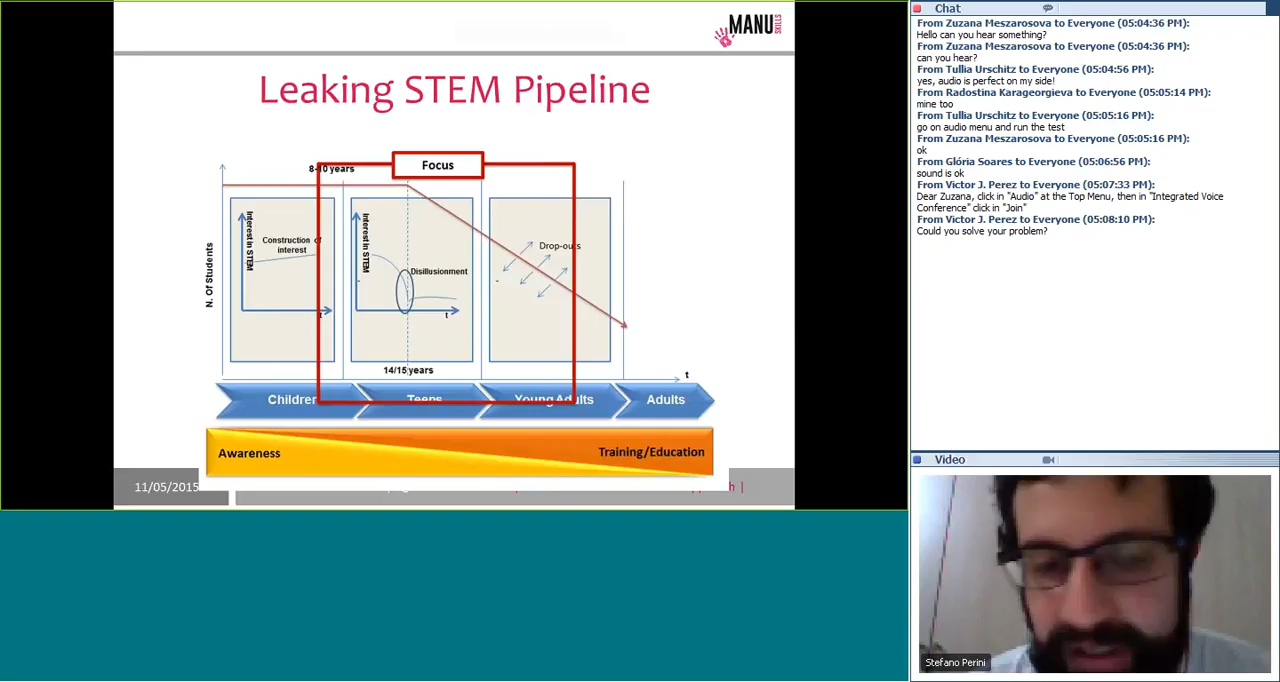 MANU
SKILLS
Leaking STEM Pipeline
8-10 years
Focus
N. Of Students
Interest in STEM
Construction of
interest
Interest in STEM
Disillusionment
Drop-outs
t
t
14/15 years
t
Children
Teens
Young Adults
Adults
Awareness
Training/Education
11/05/2015
Chat
From Zuzana Meszarosova to Everyone (05:04:36 PM):
Hello can you hear something?
From Zuzana Meszarosova to Everyone (05:04:36 PM):
can you hear?
From Tullia Urschitz to Everyone (05:04:56 PM):
yes, audio is perfect on my side!
From Radostina Karageorgieva to Everyone (05:05:14 PM):
mine too
From Tullia Urschitz to Everyone (05:05:16 PM):
go on audio menu and run the test
From Zuzana Meszarosova to Everyone (05:05:16 PM):
ok
From Glória Soares to Everyone (05:06:56 PM):
sound is ok
From Victor J. Perez to Everyone (05:07:33 PM):
Dear Zuzana, click in "Audio" at the Top Menu, then in "Integrated Voice
Conference" click in "Join"
From Victor J. Perez to Everyone (05:08:10 PM):
Could you solve your problem?
Video
Stefano Perini